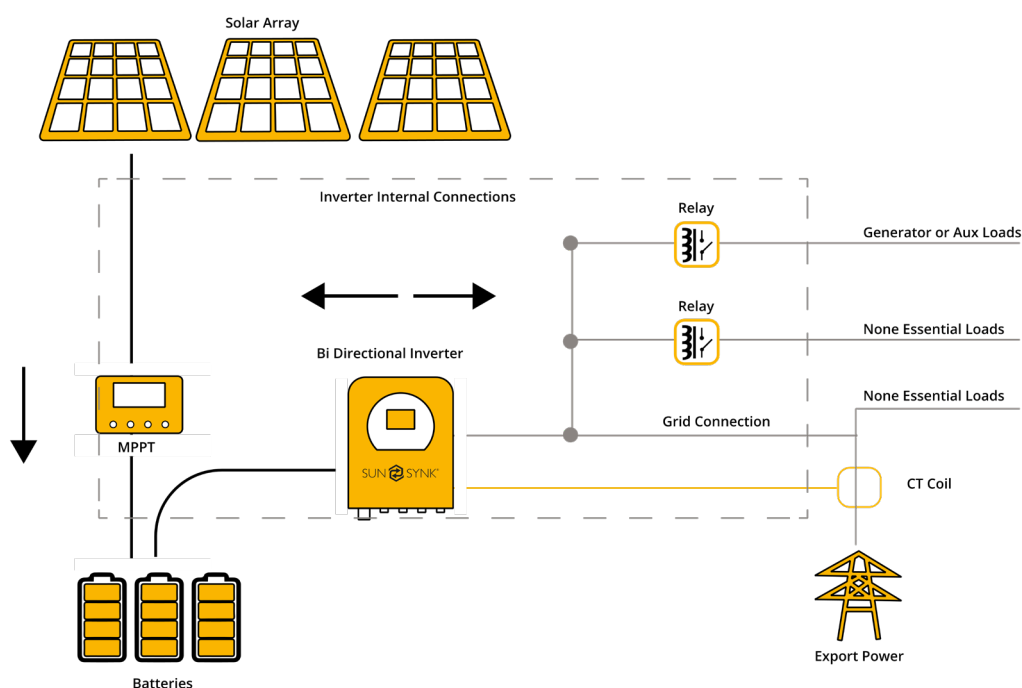 Solar Array
Inverter Internal Connections
Relay
Generator or Aux Loads
Relay
None Essential Loads
Bi Directional Inverter
None Essential Loads
Grid Connection
MPPT
SUN SYNK
CT Coil
Export Power
Batteries